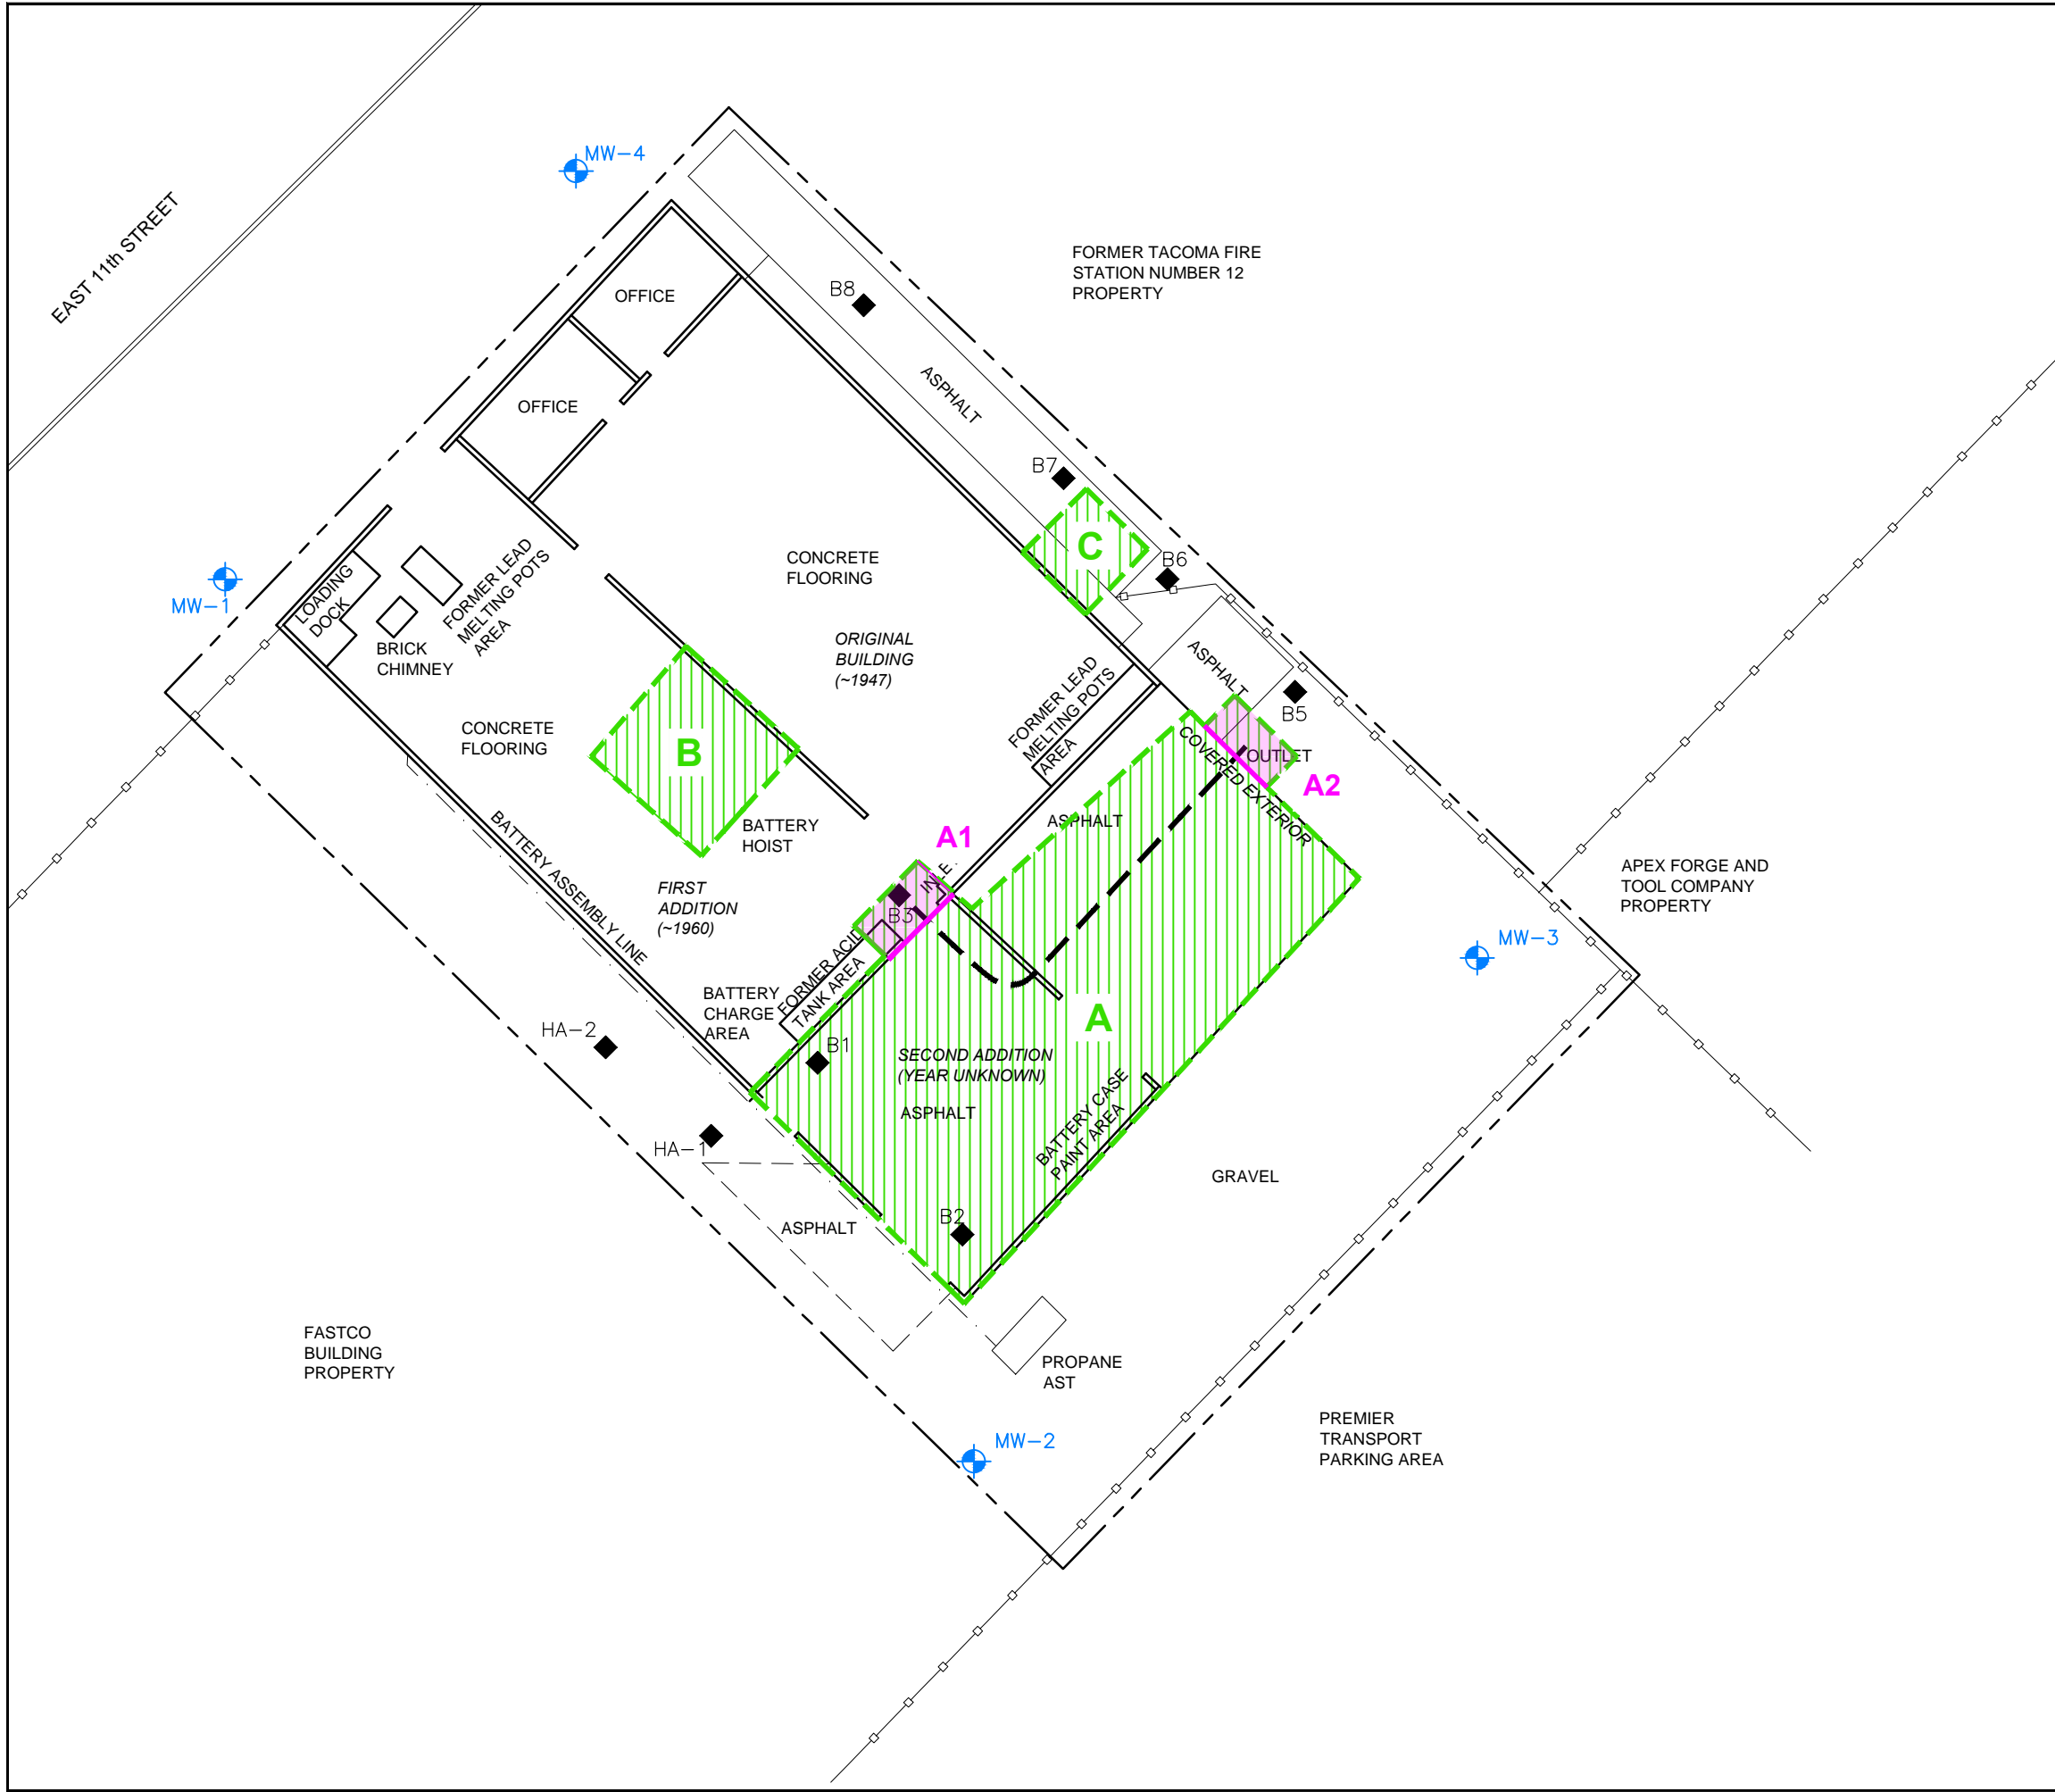 MW-4
EAST 11th STREET
FORMER TACOMA FIRE
STATION NUMBER 12
PROPERTY
B8
OFFICE
ASPHALT
OFFICE
B7
C
B6
CONCRETE
FLOORING
MW-1
LOADING
DOCK
FORMER LEAD
MELTING POTS
AREA
BRICK
CHIMNEY
ORIGINAL
BUILDING
(~1947)
ASPHALT
FORMER LEAD
MELTING POTS
AREA
B5
CONCRETE
FLOORING
B
COVERED EXTERIOR
OUTLET
A2
BATTERY
HOIST
A1
ASPHALT
BATTERY ASSEMBLY LINE
FIRST
ADDITION
(~1960)
B3
APEX FORGE AND
TOOL COMPANY
PROPERTY
MW-3
FORMER ACID
TANK AREA
BATTERY
CHARGE
AREA
A
HA-2
B1
SECOND ADDITION
(YEAR UNKNOWN)
ASPHALT
BATTERY CASE
PAINT AREA
HA-1
GRAVEL
B2
ASPHALT
FASTCO
BUILDING
PROPERTY
PROPANE
AST
PREMIER
TRANSPORT
PARKING AREA
MW-2